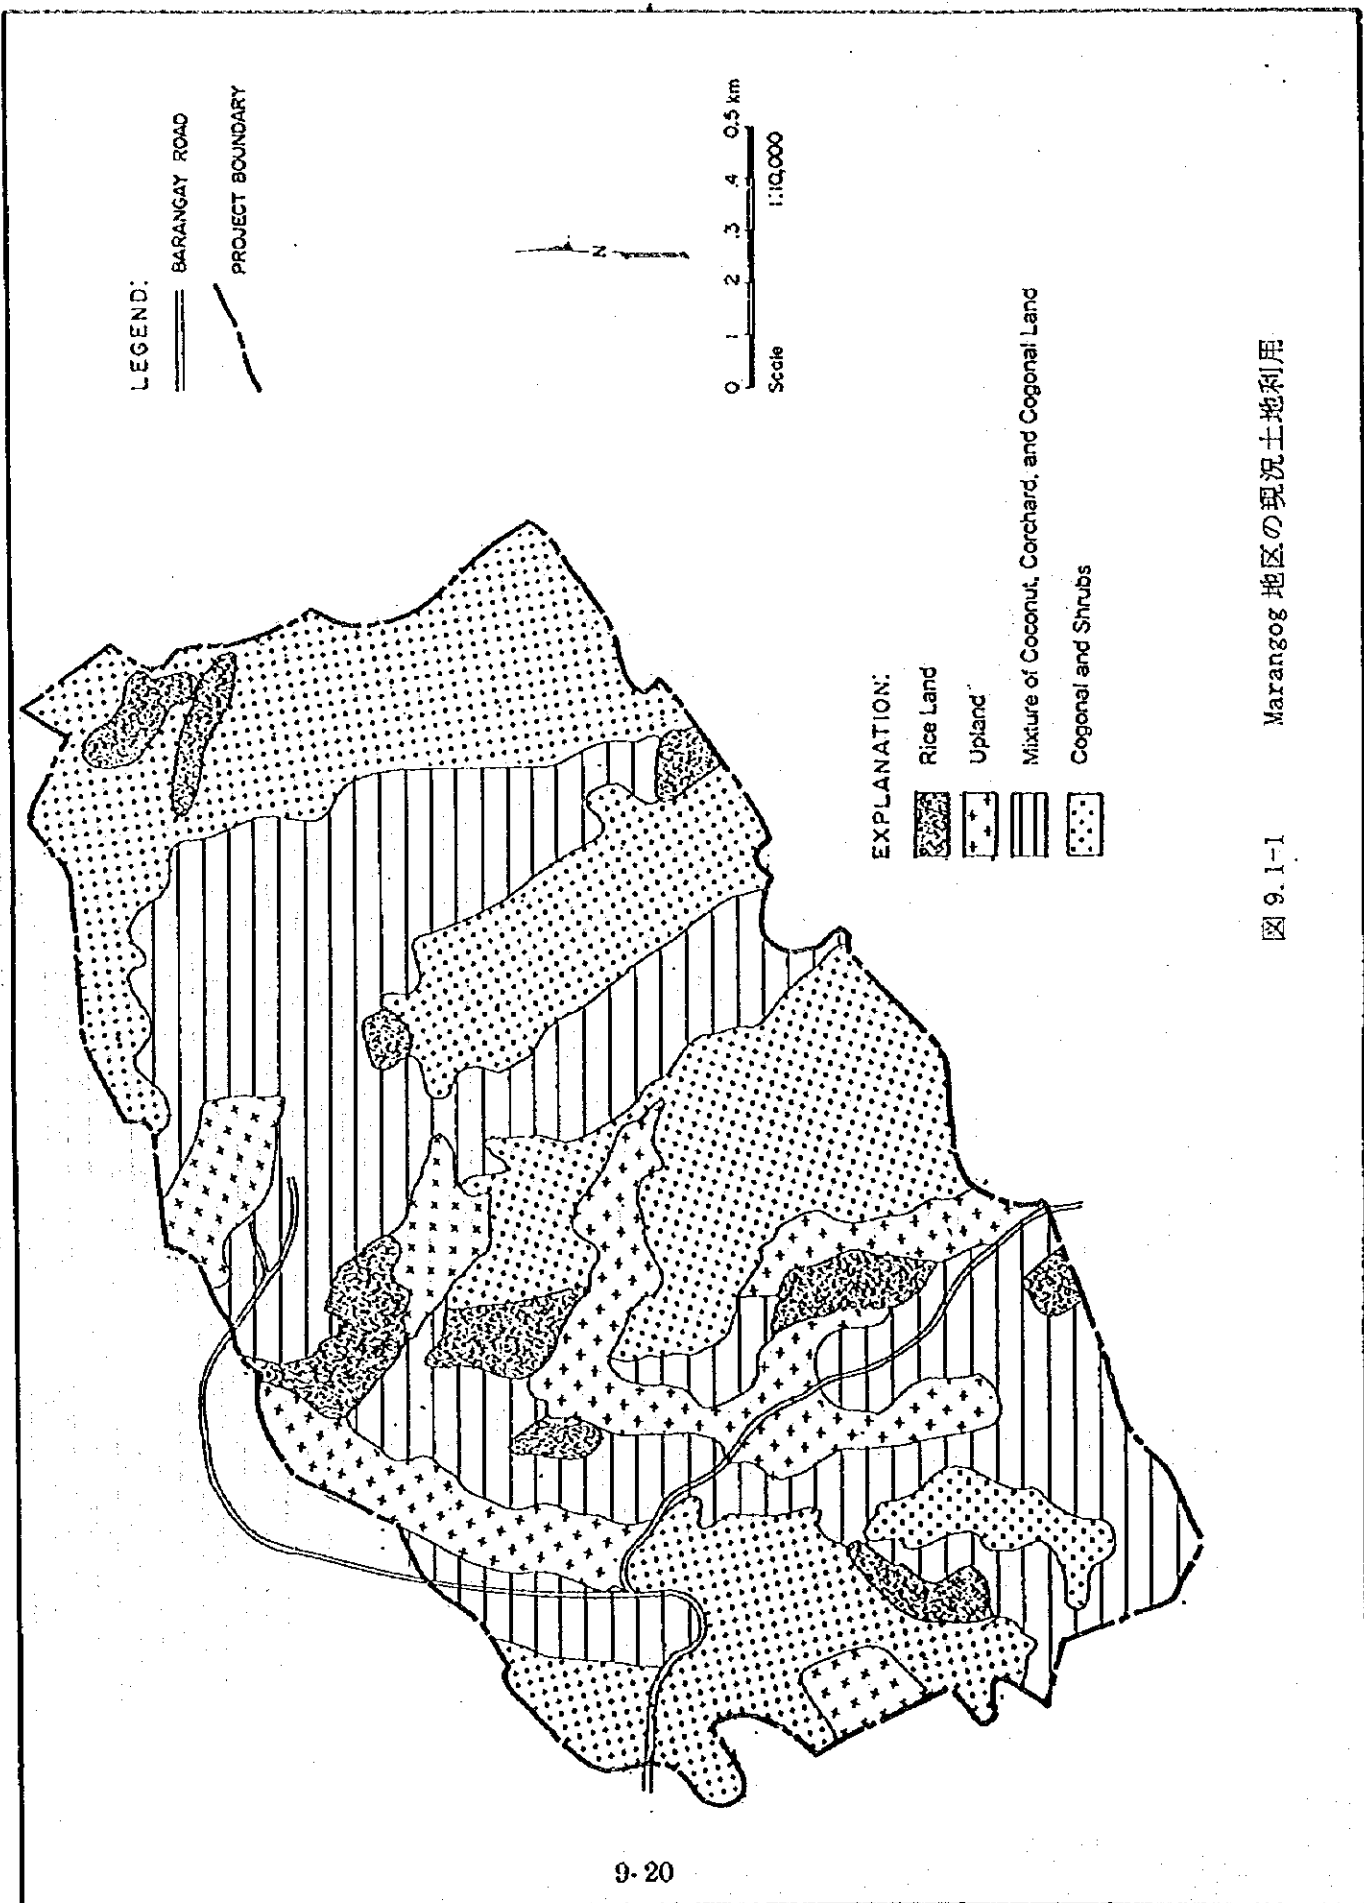 LEGEND:
BARANGAY ROAD
PROJECT BOUNDARY
N
0 1 2 .3 .4 0.5 km
Scale 1:10,000
EXPLANATION:
Rice Land
Upland
Mixture of Coconut, Corchard, and Cogonal Land
Cogonal and Shrubs
図 9.1-1 Marangog 地区の現況土地利用
9-20